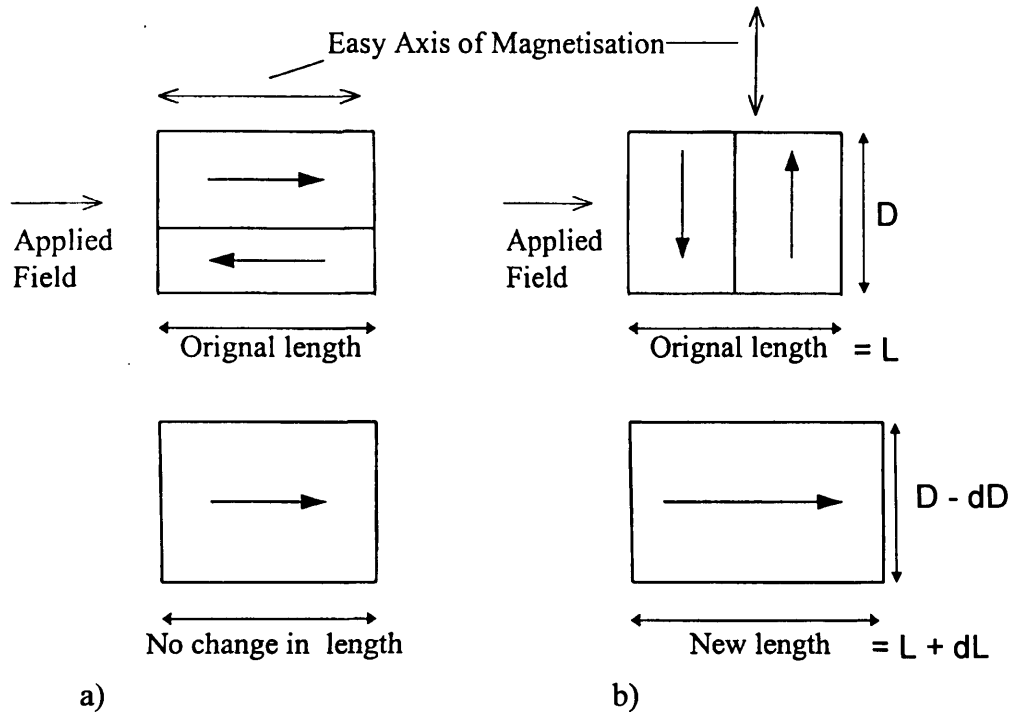 Easy Axis of Magnetisation
Applied
Field
Applied
Field
D
Orignal length
Orignal length = L
D - dD
No change in length
New length = L + dL
a)
b)